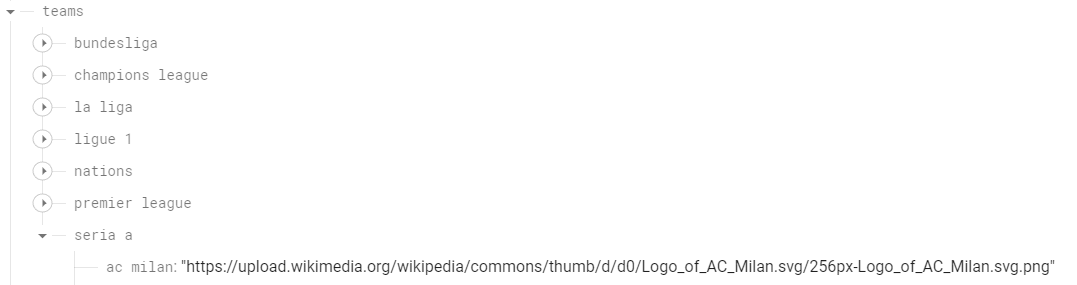 teams
bundesliga
champions league
la liga
ligue 1
nations
premier league
seria a
ac milan: "https://upload.wikimedia.org/wikipedia/commons/thumb/d/d0/Logo_of_AC_Milan.svg/256px-Logo_of_AC_Milan.svg.png"